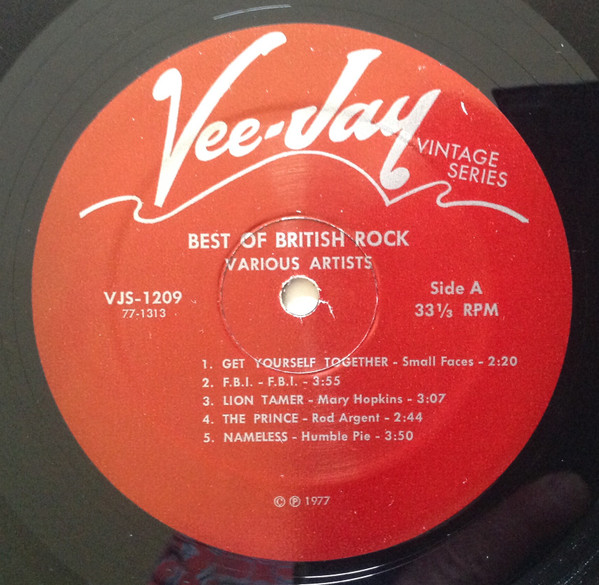 Vee-Jay
VINTAGE
SERIES
BEST OF BRITISH ROCK
VARIOUS ARTISTS
VJS-1209
77-1313
Side A
33⅓ RPM
1. GET YOURSELF TOGETHER - Small Faces - 2:20
2. F.B.I. - F.B.I. - 3:55
3. LION TAMER - Mary Hopkins - 3:07
4. THE PRINCE - Rod Argent - 2:44
5. NAMELESS - Humble Pie - 3:50
© ℗ 1977